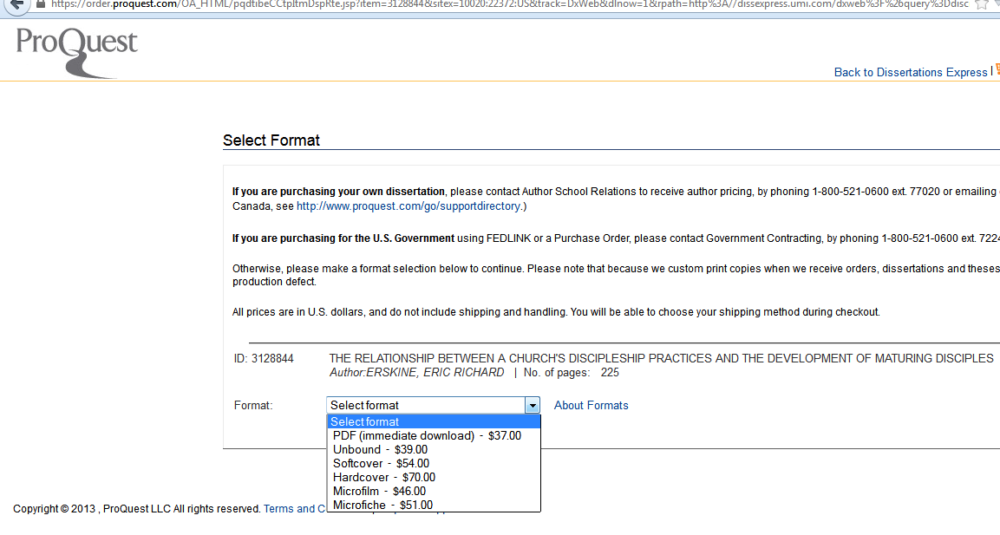 https://order.proquest.com/OA_HTML/pqdtibeCCtpItmDspRte.jsp?item=3128844&sitex=10020:22372:US&track=DxWeb&dlnow=1&rpath=http%3A//dissexpress.umi.com/dxweb%3F%26query%3Ddisc
ProQuest
Back to Dissertations Express |
Select Format
If you are purchasing your own dissertation, please contact Author School Relations to receive author pricing, by phoning 1-800-521-0600 ext. 77020 or emailing
Canada, see http://www.proquest.com/go/supportdirectory.)
If you are purchasing for the U.S. Government using FEDLINK or a Purchase Order, please contact Government Contracting, by phoning 1-800-521-0600 ext. 7224
Otherwise, please make a format selection below to continue. Please note that because we custom print copies when we receive orders, dissertations and theses
production defect.
All prices are in U.S. dollars, and do not include shipping and handling. You will be able to choose your shipping method during checkout.
ID: 3128844 THE RELATIONSHIP BETWEEN A CHURCH'S DISCIPLESHIP PRACTICES AND THE DEVELOPMENT OF MATURING DISCIPLES
Author:ERSKINE, ERIC RICHARD | No. of pages: 225
Format: Select format About Formats
Select format
PDF (immediate download) - $37.00
Unbound - $39.00
Softcover - $54.00
Hardcover - $70.00
Microfilm - $46.00
Microfiche - $51.00
Copyright © 2013 , ProQuest LLC All rights reserved. Terms and C